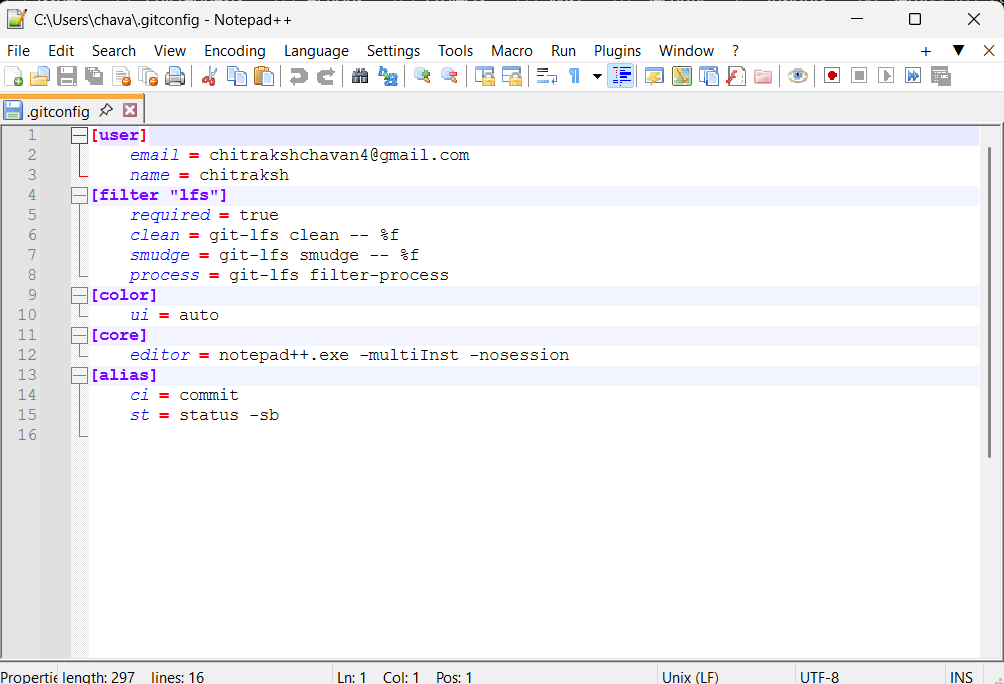 C:\Users\chava\.gitconfig - Notepad++
File Edit Search View Encoding Language Settings Tools Macro Run Plugins Window ?
.gitconfig
1 [user]
2 email = chitrakshchavan4@gmail.com
3 name = chitraksh
4 [filter "lfs"]
5 required = true
6 clean = git-lfs clean -- %f
7 smudge = git-lfs smudge -- %f
8 process = git-lfs filter-process
9 [color]
10 ui = auto
11 [core]
12 editor = notepad++.exe -multiInst -nosession
13 [alias]
14 ci = commit
15 st = status -sb
16
Propertie length: 297 lines: 16 Ln: 1 Col: 1 Pos: 1 Unix (LF) UTF-8 INS